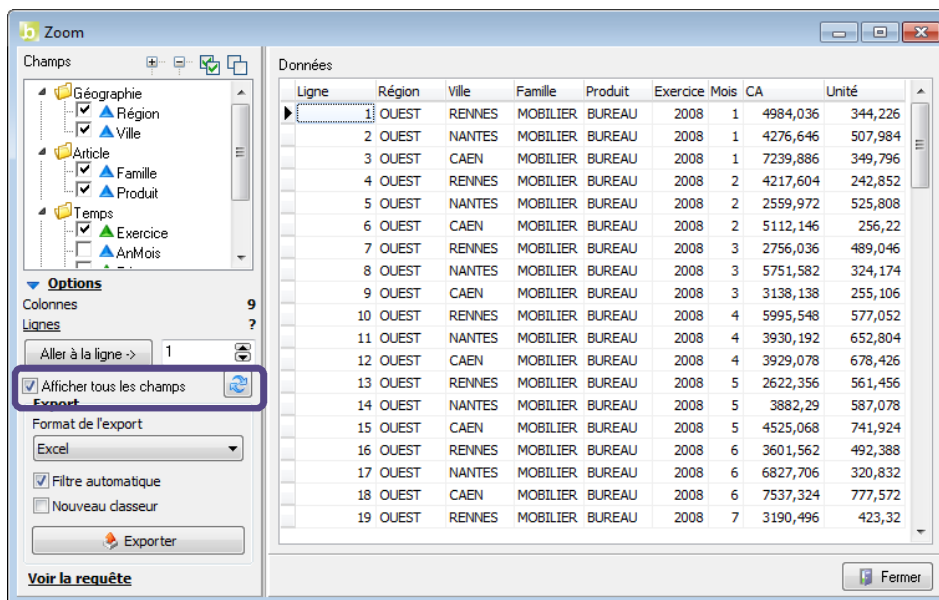 Zoom
Champs
Géographie
Région
Ville
Article
Famille
Produit
Temps
Exercice
AnMois
Options
Colonnes 9
Lignes ?
Aller à la ligne -> 1
Afficher tous les champs
Export
Format de l'export
Excel
Filtre automatique
Nouveau classeur
Exporter
Voir la requête
Données
Ligne Région Ville Famille Produit Exercice Mois CA Unité
1 OUEST RENNES MOBILIER BUREAU 2008 1 4984,036 344,226
2 OUEST NANTES MOBILIER BUREAU 2008 1 4276,646 507,984
3 OUEST CAEN MOBILIER BUREAU 2008 1 7239,886 349,796
4 OUEST RENNES MOBILIER BUREAU 2008 2 4217,604 242,852
5 OUEST NANTES MOBILIER BUREAU 2008 2 2559,972 525,808
6 OUEST CAEN MOBILIER BUREAU 2008 2 5112,146 256,22
7 OUEST RENNES MOBILIER BUREAU 2008 3 2756,036 489,046
8 OUEST NANTES MOBILIER BUREAU 2008 3 5751,582 324,174
9 OUEST CAEN MOBILIER BUREAU 2008 3 3138,138 255,106
10 OUEST RENNES MOBILIER BUREAU 2008 4 5995,548 577,052
11 OUEST NANTES MOBILIER BUREAU 2008 4 3930,192 652,804
12 OUEST CAEN MOBILIER BUREAU 2008 4 3929,078 678,426
13 OUEST RENNES MOBILIER BUREAU 2008 5 2622,356 561,456
14 OUEST NANTES MOBILIER BUREAU 2008 5 3882,29 587,078
15 OUEST CAEN MOBILIER BUREAU 2008 5 4525,068 741,924
16 OUEST RENNES MOBILIER BUREAU 2008 6 3601,562 492,388
17 OUEST NANTES MOBILIER BUREAU 2008 6 6827,706 320,832
18 OUEST CAEN MOBILIER BUREAU 2008 6 7537,324 777,572
19 OUEST RENNES MOBILIER BUREAU 2008 7 3190,496 423,32
Fermer